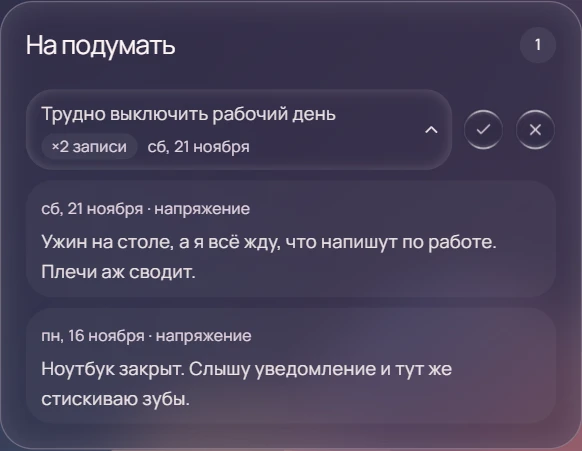 На подумать
1
Трудно выключить рабочий день
×2 записи сб, 21 ноября
сб, 21 ноября · напряжение
Ужин на столе, а я всё жду, что напишут по работе.
Плечи аж сводит.
пн, 16 ноября · напряжение
Ноутбук закрыт. Слышу уведомление и тут же
стискиваю зубы.